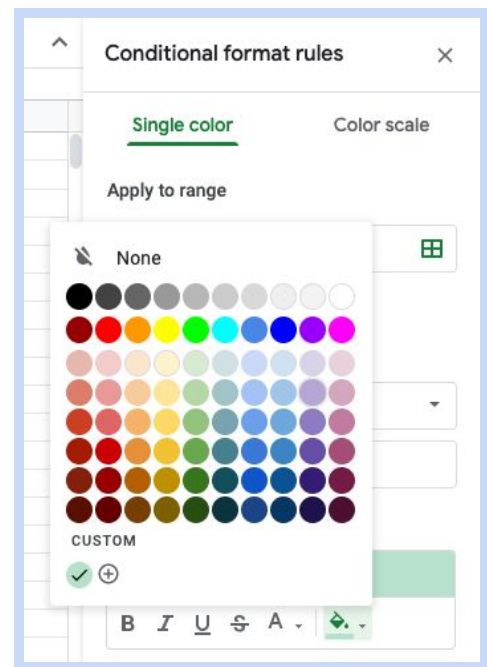 Conditional format rules
Single color Color scale
Apply to range
None
CUSTOM
B I U S A